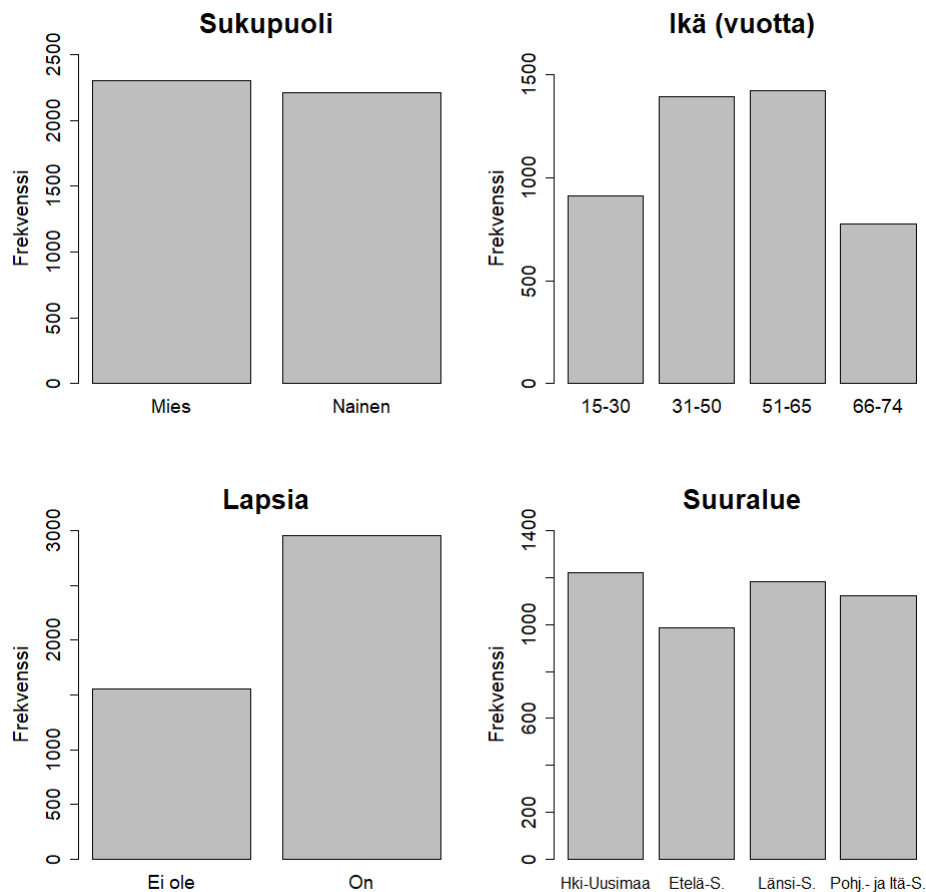 Sukupuoli
Frekvenssi
2500
2000
1500
1000
500
0
Mies Nainen
Ikä (vuotta)
Frekvenssi
1500
1000
500
0
15-30 31-50 51-65 66-74
Lapsia
Frekvenssi
3000
2000
1000
500
0
Ei ole On
Suuralue
Frekvenssi
1400
1000
600
200
0
Hki-Uusimaa Etelä-S. Länsi-S. Pohj.- ja Itä-S.